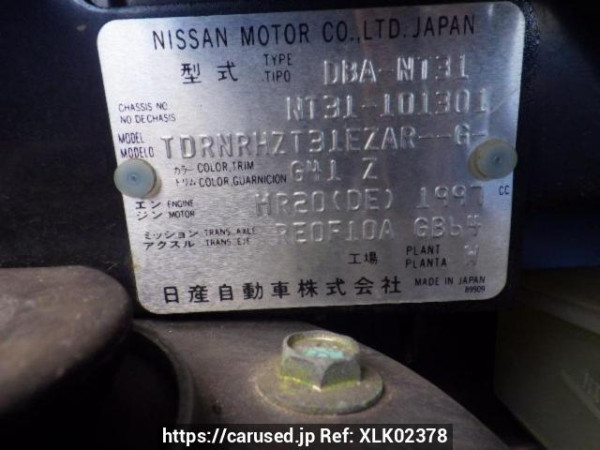 NISSAN MOTOR CO.,LTD. JAPAN
型式 TYPE TIPO DBA-NT31
CHASSIS NO. NO DE CHASIS NT31-101301
MODEL MODELO TDRNRHZT31EZAR--G-
カラー COLOR,TRIM トリム COLOR,GUARNICION G41 Z
エンジン ENGINE MOTOR MR20(DE) 1997 CC
ミッション TRANS.,AXLE アクスル TRANS.,EJE RE0F10A GB64
工場 PLANT PLANTA W
日産自動車株式会社 MADE IN JAPAN
https://carused.jp Ref: XLK02378